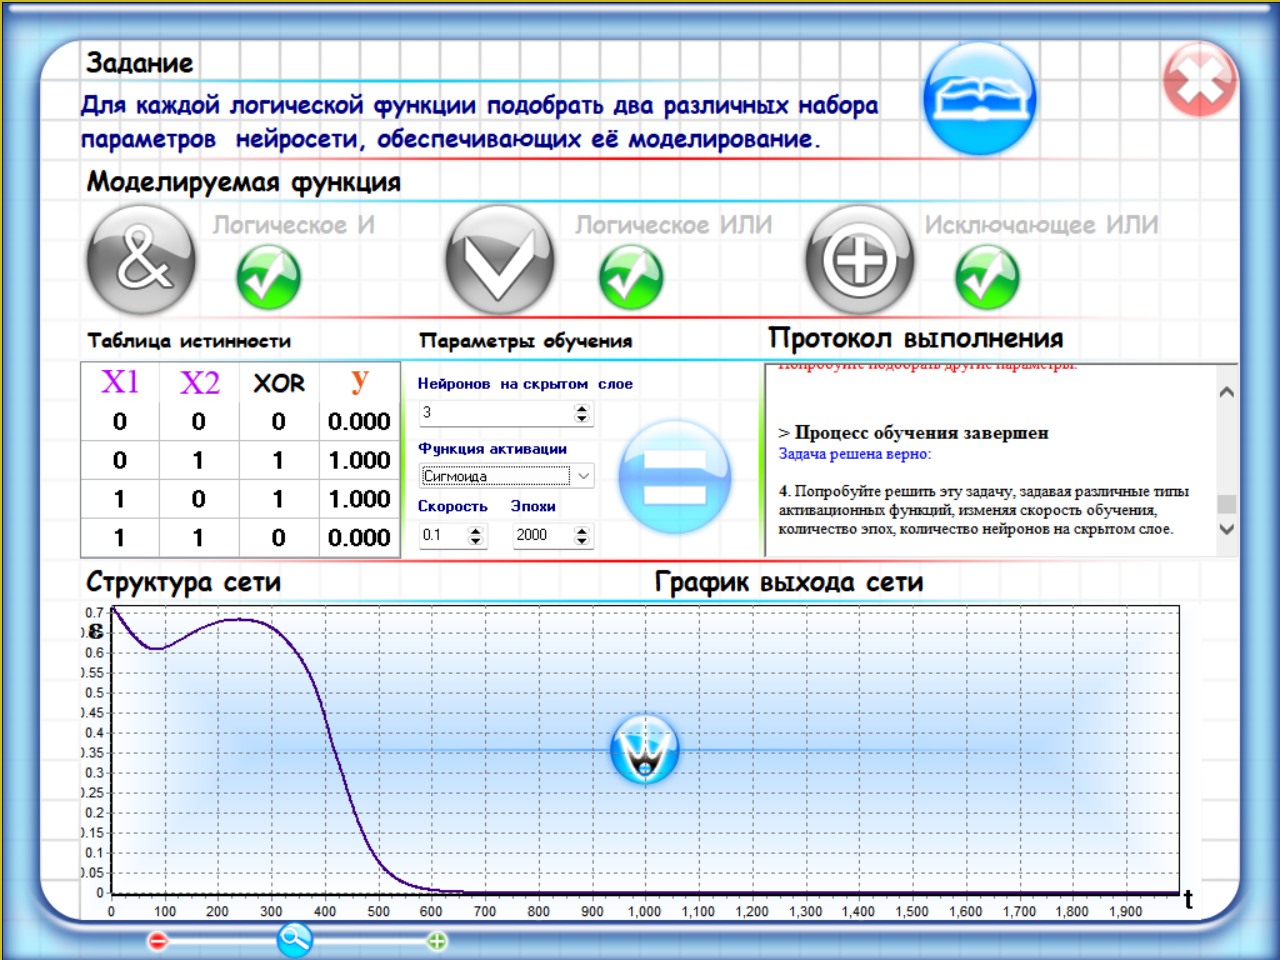 Задание
Для каждой логической функции подобрать два различных набора
параметров нейросети, обеспечивающих её моделирование.
Моделируемая функция
& Логическое И
Логическое ИЛИ
Исключающее ИЛИ
Таблица истинности
X1 X2 XOR y
0 0 0 0.000
0 1 1 1.000
1 0 1 1.000
1 1 0 0.000
Параметры обучения
Нейронов на скрытом слое
3
Функция активации
Сигмоида
Скорость Эпохи
0.1 2000
Протокол выполнения
Попробуйте подобрать другие параметры.
> Процесс обучения завершен
Задача решена верно:
4. Попробуйте решить эту задачу, задавая различные типы
активационных функций, изменяя скорость обучения,
количество эпох, количество нейронов на скрытом слое.
Структура сети
График выхода сети
ε
0.7
0.6
0.55
0.5
0.45
0.4
0.35
0.3
0.25
0.2
0.15
0.1
0.05
0
0 100 200 300 400 500 600 700 800 900 1,000 1,100 1,200 1,300 1,400 1,500 1,600 1,700 1,800 1,900
t